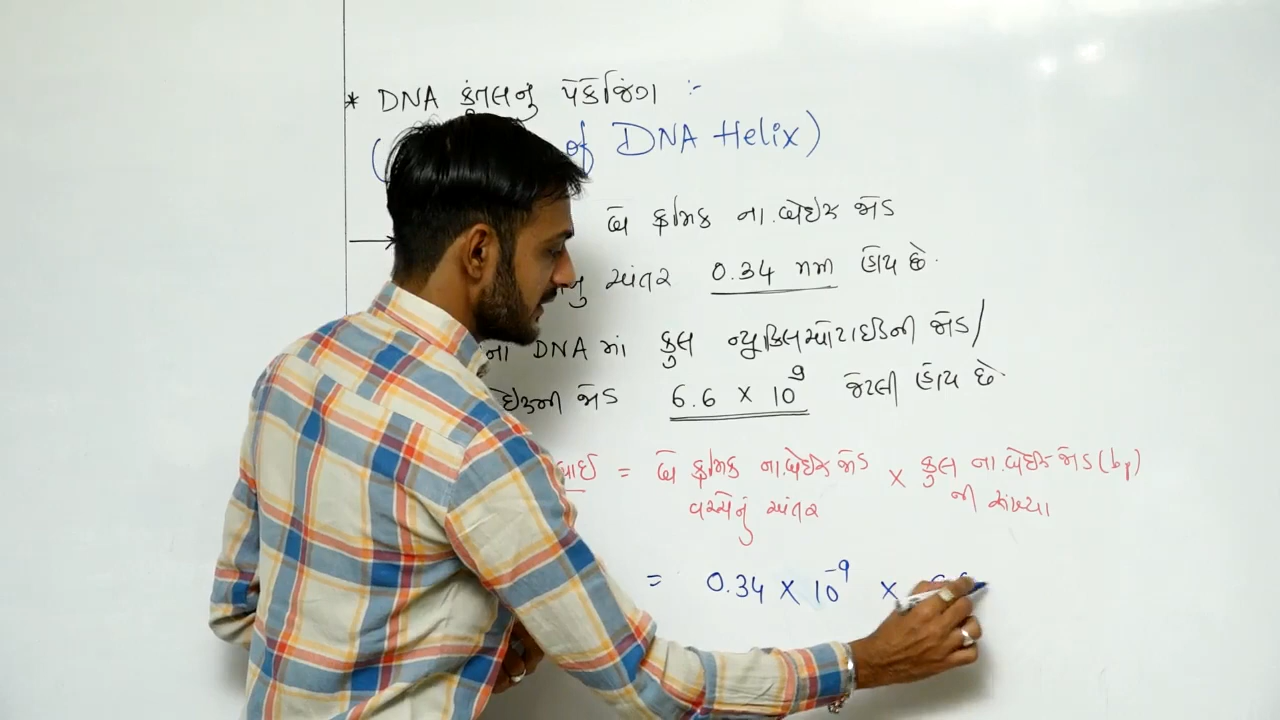 * DNA કુંતલનું પેકેજિંગ :-
( of DNA Helix)
→ બે ક્રમિક ના.બેઇઝ જોડ
અંતર 0.34 nm હોય છે.
ના DNA માં કુલ ન્યુક્લિઓટાઇડની જોડ/
જોડ 6.6 × 10⁹ જેટલી હોય છે
= બે ક્રમિક ના.બેઇઝ જોડ વચ્ચેનું અંતર × કુલ ના.બેઇઝ જોડ (bp) ની સંખ્યા
= 0.34 × 10⁻⁹ ×